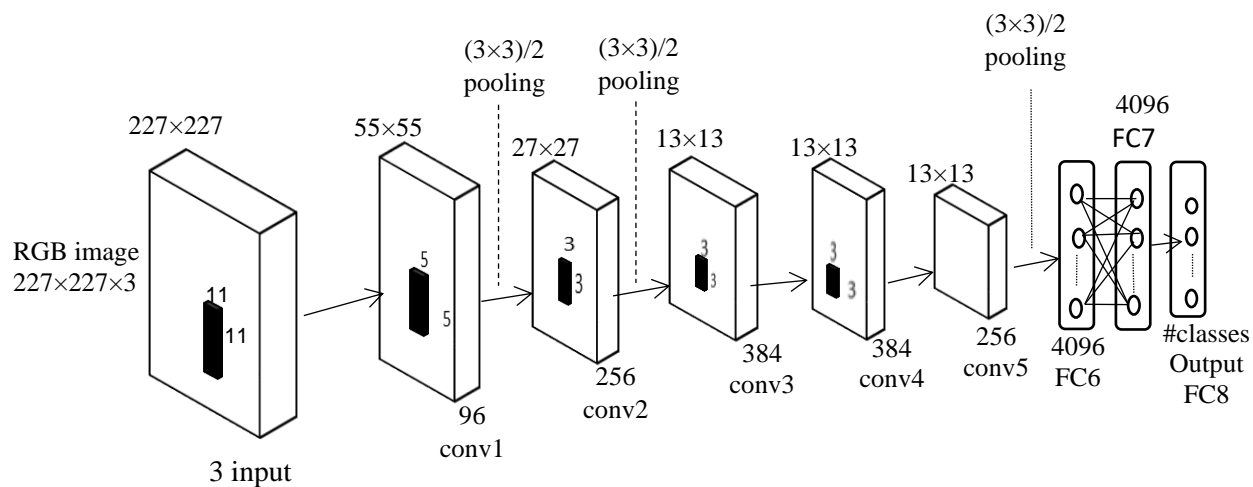 (3×3)/2
pooling
(3×3)/2
pooling
(3×3)/2
pooling
227×227
55×55
27×27
13×13
13×13
13×13
4096
FC7
RGB image
227×227×3
11
11
5
5
3
3
3
3
3
3
3 input
96
conv1
256
conv2
384
conv3
384
conv4
256
conv5
4096
FC6
#classes
Output
FC8